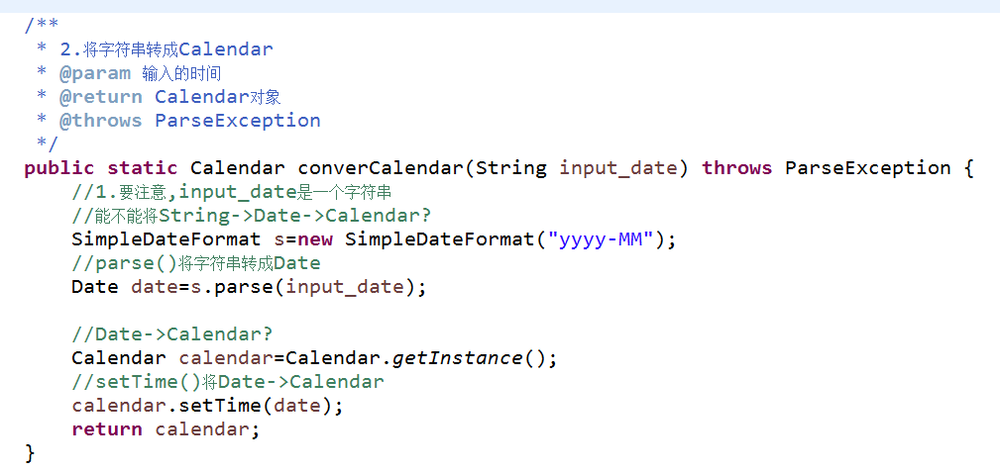 /**
 * 2.将字符串转成Calendar
 * @param 输入的时间
 * @return Calendar对象
 * @throws ParseException
 */
public static Calendar converCalendar(String input_date) throws ParseException {
    //1.要注意,input_date是一个字符串
    //能不能将String->Date->Calendar?
    SimpleDateFormat s=new SimpleDateFormat("yyyy-MM");
    //parse()将字符串转成Date
    Date date=s.parse(input_date);

    //Date->Calendar?
    Calendar calendar=Calendar.getInstance();
    //setTime()将Date->Calendar
    calendar.setTime(date);
    return calendar;
}